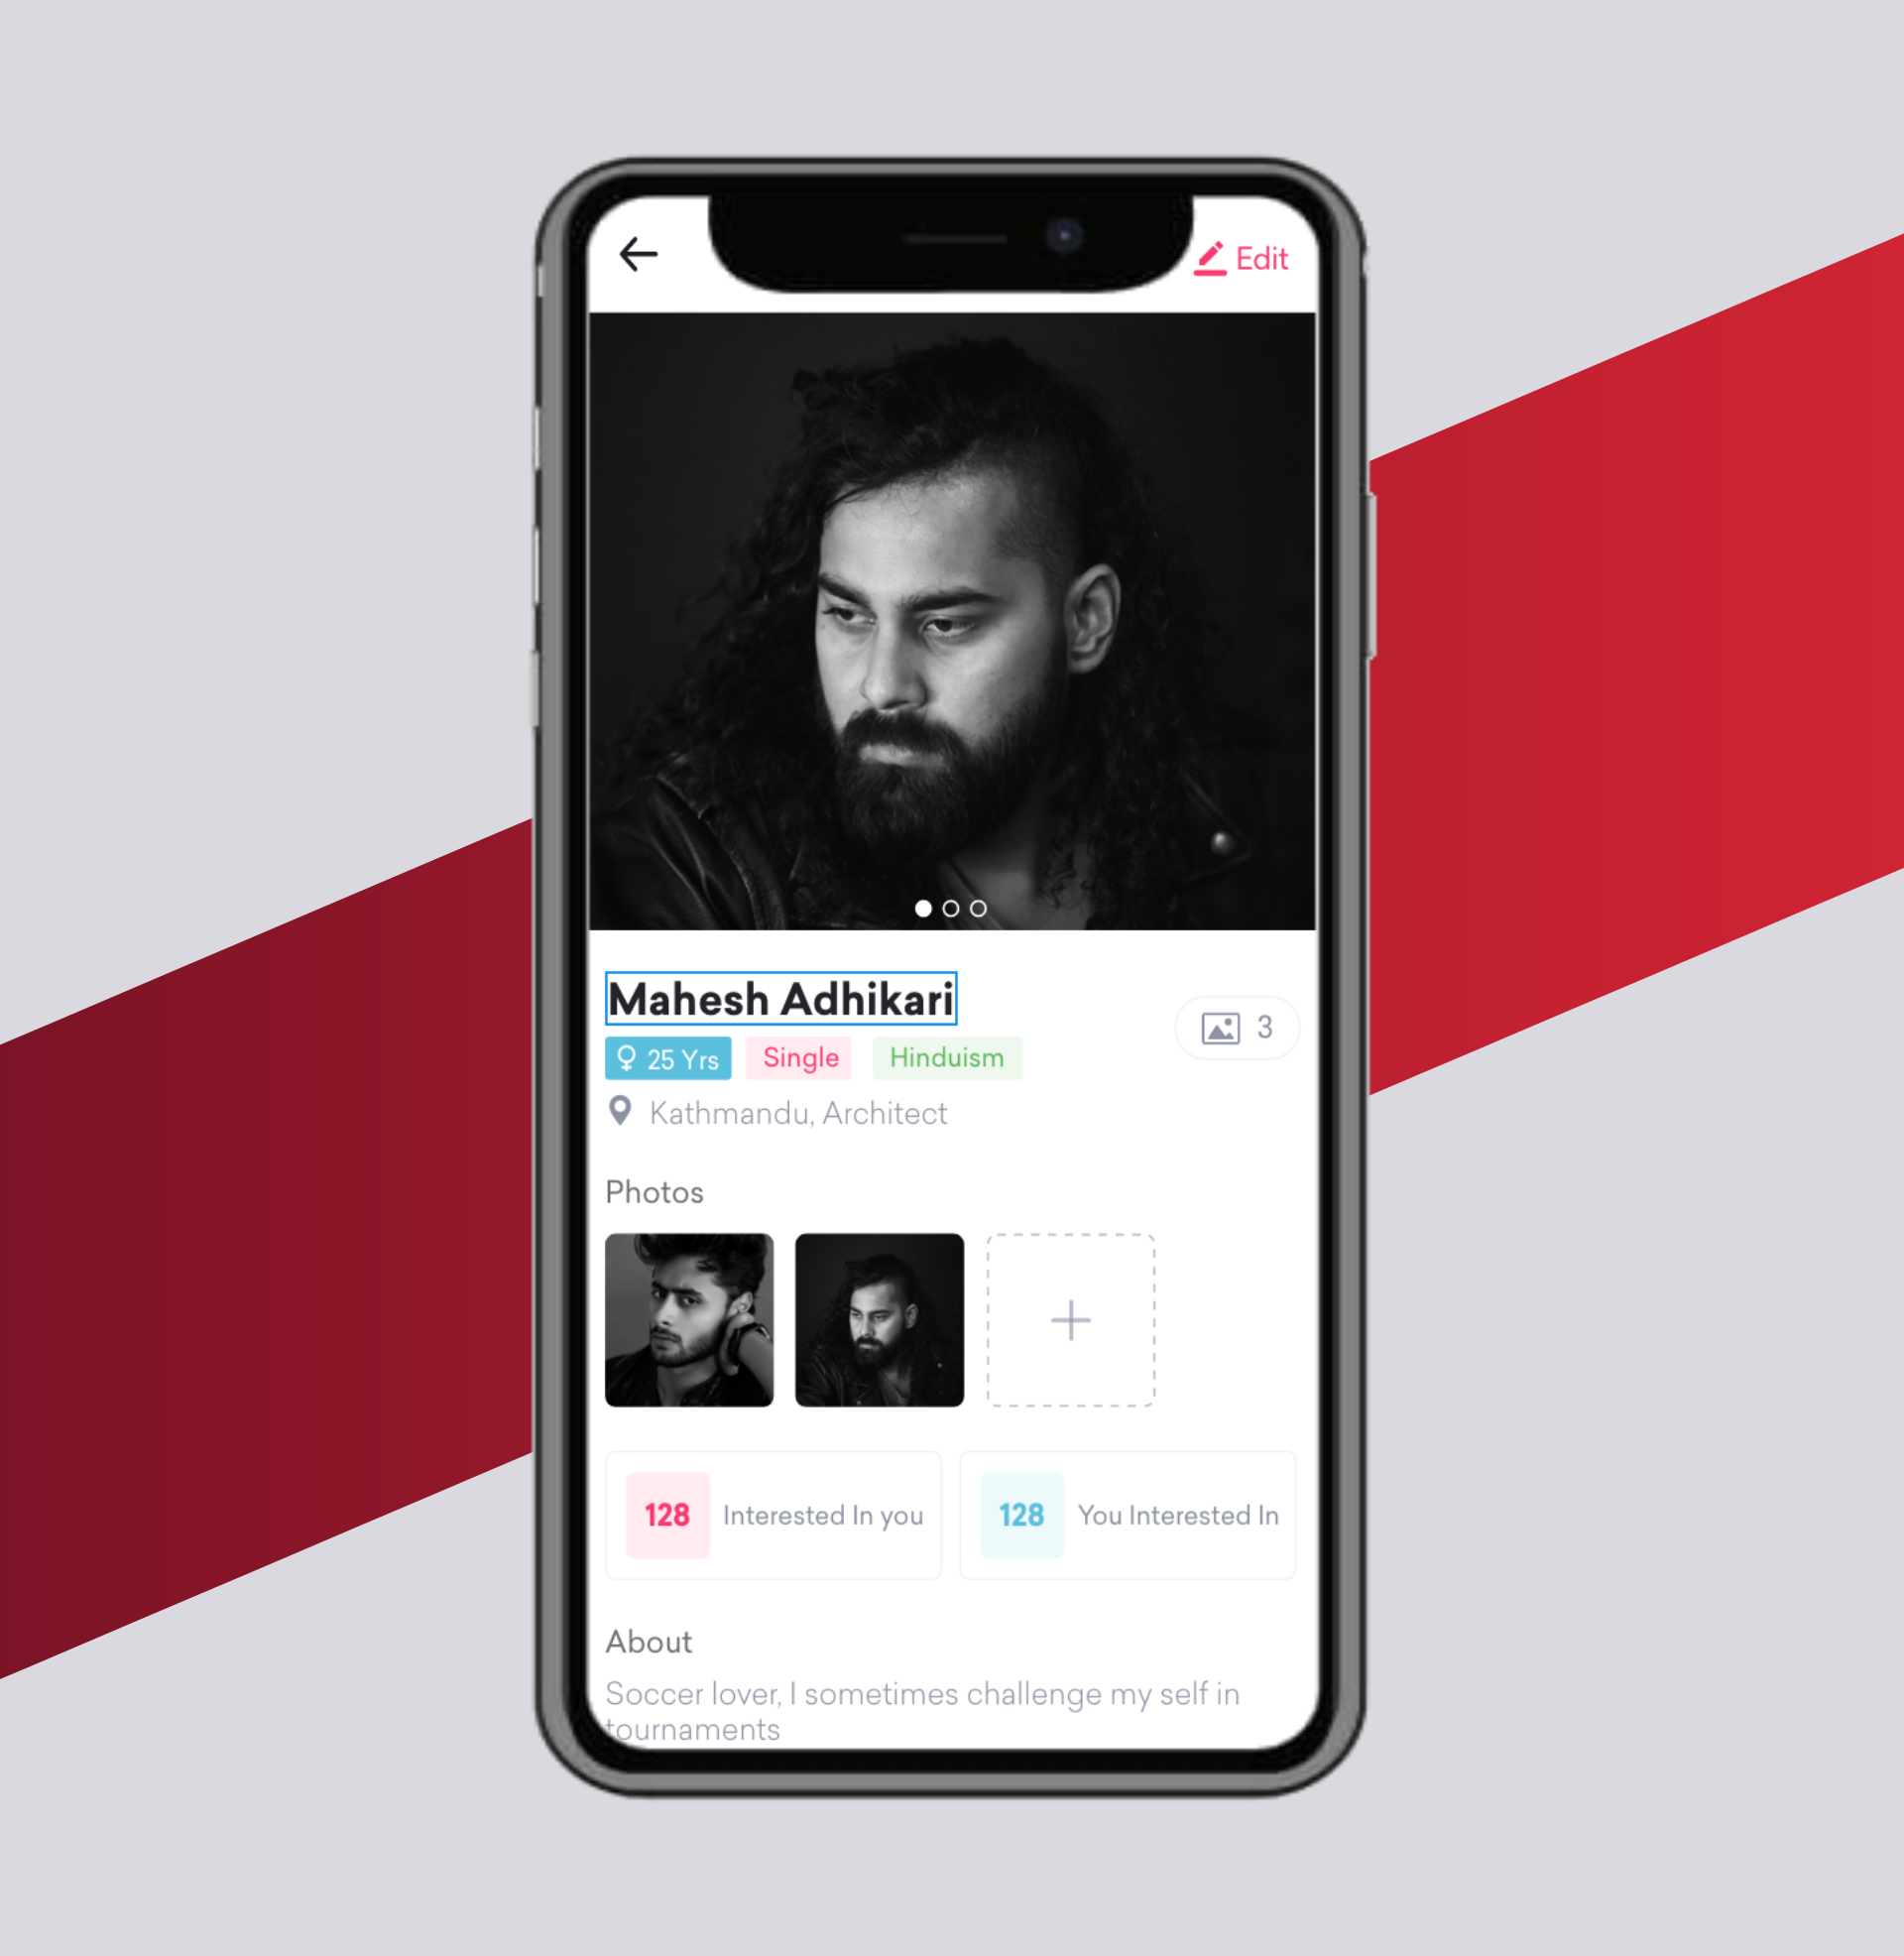 Edit
Mahesh Adhikari
3
25 Yrs
Single
Hinduism
Kathmandu, Architect
Photos
128
Interested In you
128
You Interested In
About
Soccer lover, I sometimes challenge my self in
tournaments